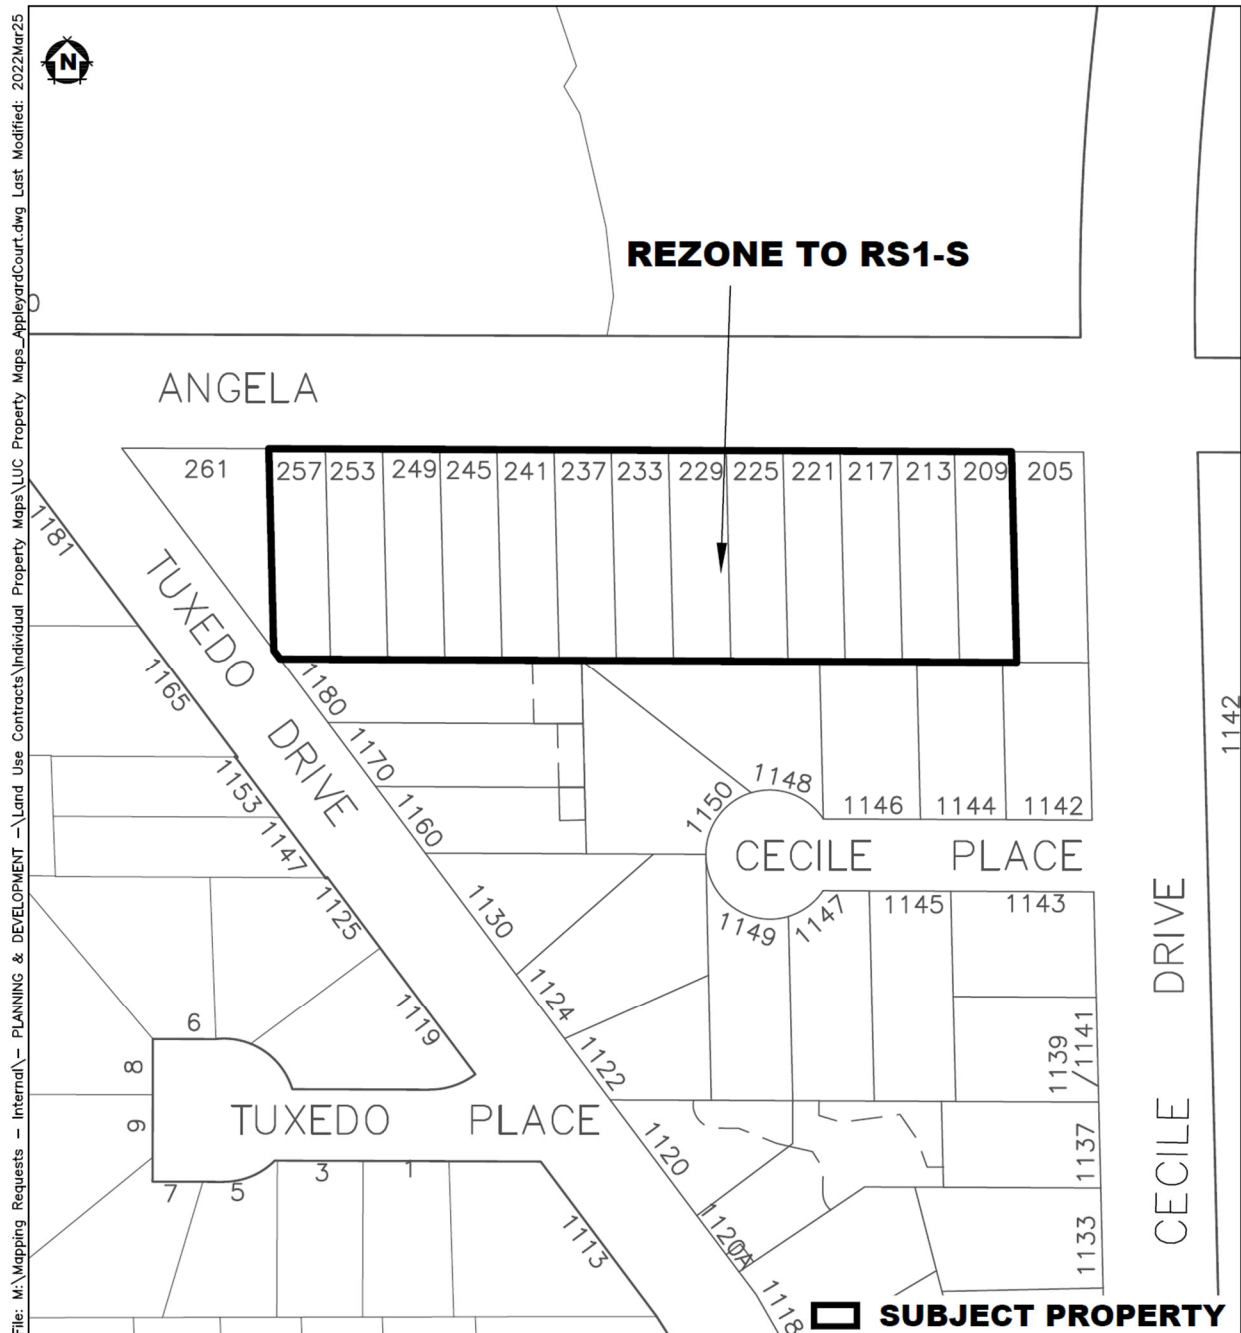 File: M:\Mapping Requests - Internal\- PLANNING & DEVELOPMENT -\Land Use Contracts\Individual Property Maps\LUC Property Maps_AppleyardCourt.dwg Last Modified: 2022Mar25
N
REZONE TO RS1-S
0
ANGELA
261 257 253 249 245 241 237 233 229 225 221 217 213 209 205
1181
TUXEDO DRIVE
1165
1180
1142
1153
1170
1148
1150
1146 1144 1142
1160
1147
CECILE PLACE
1125
1130
1149
1147
1145 1143
DRIVE
1124
1119
6
8
1122
1139
/1141
9
TUXEDO PLACE
1120
1137
CECILE
7 5 3 1
1113
1120A
1133
1118
SUBJECT PROPERTY